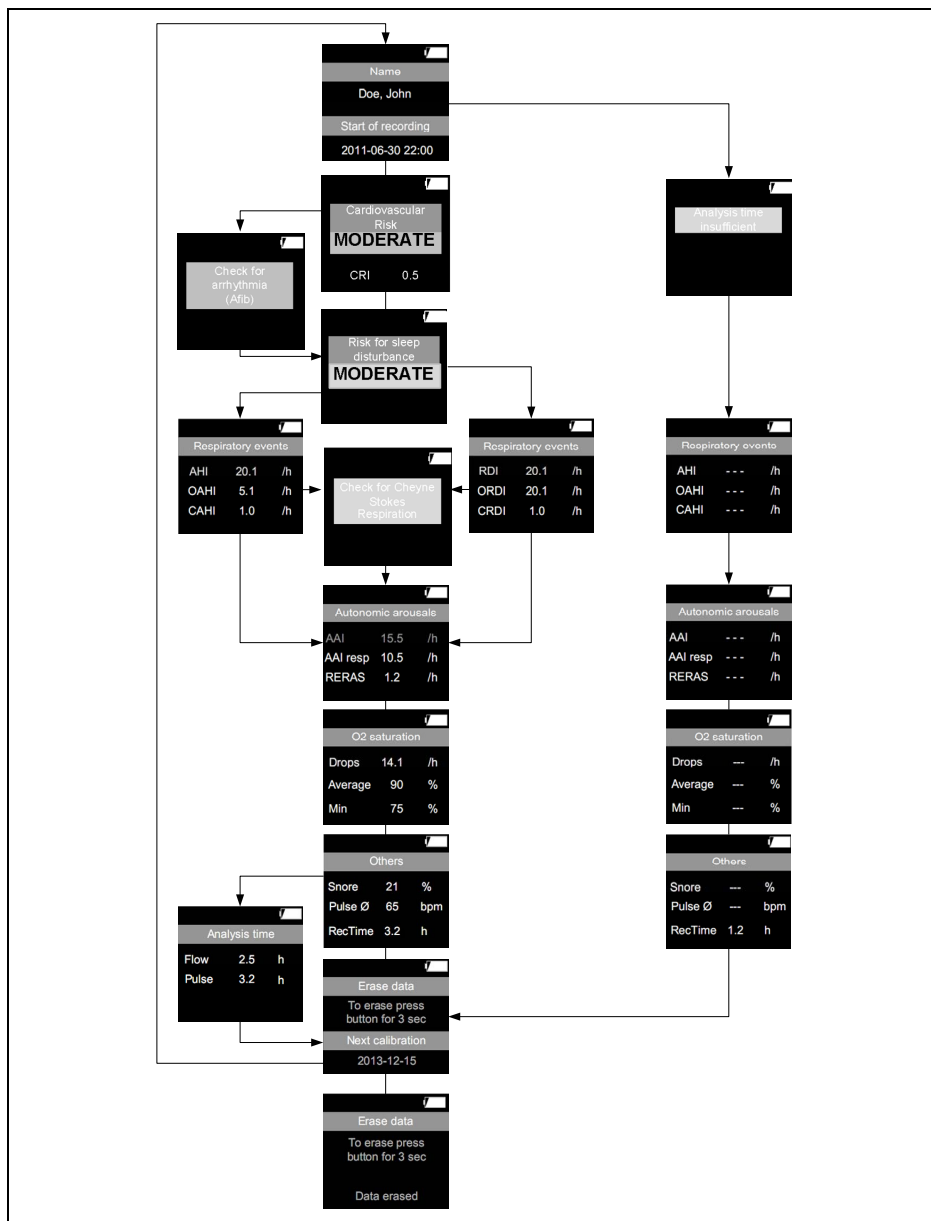 Name
Doe, John
Start of recording
2011-06-30 22:00
Cardiovascular
Risk
MODERATE
CRI 0.5
Analysis time
insufficient
Check for
arrhythmia
(Afib)
Risk for sleep
disturbance
MODERATE
Respiratory events
AHI 20.1 /h
OAHI 5.1 /h
CAHI 1.0 /h
Check for Cheyne
Stokes
Respiration
Respiratory events
RDI 20.1 /h
ORDI 20.1 /h
CRDI 1.0 /h
Respiratory events
AHI - - - /h
OAHI - - - /h
CAHI - - - /h
Autonomic arousals
AAI 15.5 /h
AAI resp 10.5 /h
RERAS 1.2 /h
Autonomic arousals
AAI - - - /h
AAI resp - - - /h
RERAS - - - /h
O2 saturation
Drops 14.1 /h
Average 90 %
Min 75 %
O2 saturation
Drops --- /h
Average --- %
Min --- %
Others
Snore 21 %
Pulse Ø 65 bpm
RecTime 3.2 h
Others
Snore --- %
Pulse Ø --- bpm
RecTime 1.2 h
Analysis time
Flow 2.5 h
Pulse 3.2 h
Erase data
To erase press
button for 3 sec
Next calibration
2013-12-15
Erase data
To erase press
button for 3 sec
Data erased